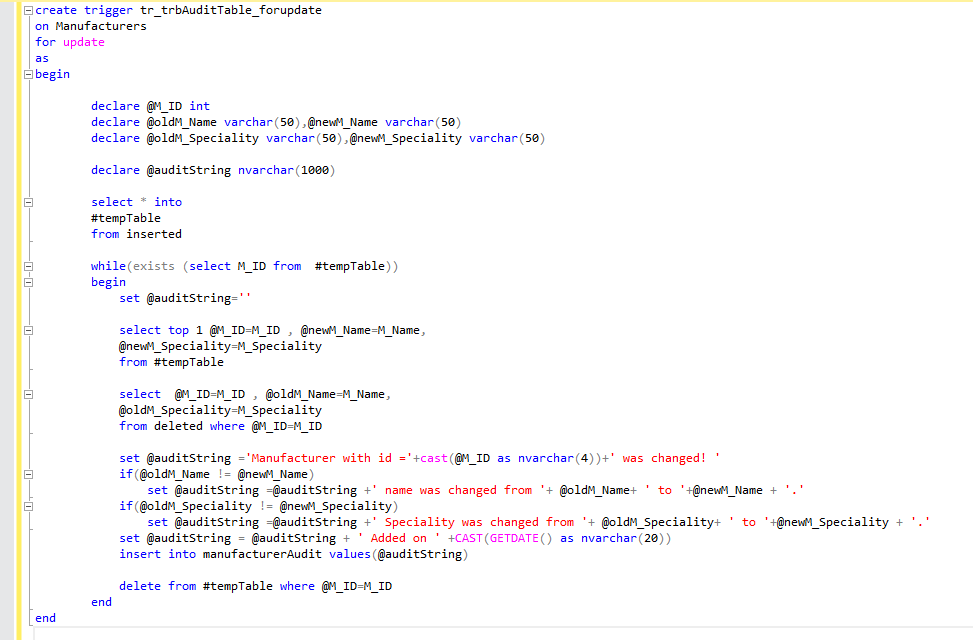 create trigger tr_trbAuditTable_forupdate
on Manufacturers
for update
as
begin
declare @M_ID int
declare @oldM_Name varchar(50),@newM_Name varchar(50)
declare @oldM_Speciality varchar(50),@newM_Speciality varchar(50)
declare @auditString nvarchar(1000)
select * into
#tempTable
from inserted
while(exists (select M_ID from  #tempTable))
begin
set @auditString=''
select top 1 @M_ID=M_ID , @newM_Name=M_Name,
@newM_Speciality=M_Speciality
from #tempTable
select  @M_ID=M_ID , @oldM_Name=M_Name,
@oldM_Speciality=M_Speciality
from deleted where @M_ID=M_ID
set @auditString ='Manufacturer with id ='+cast(@M_ID as nvarchar(4))+' was changed! '
if(@oldM_Name != @newM_Name)
set @auditString =@auditString +' name was changed from '+ @oldM_Name+ ' to '+@newM_Name + '.'
if(@oldM_Speciality != @newM_Speciality)
set @auditString =@auditString +' Speciality was changed from '+ @oldM_Speciality+ ' to '+@newM_Speciality + '.'
set @auditString = @auditString + ' Added on ' +CAST(GETDATE() as nvarchar(20))
insert into manufacturerAudit values(@auditString)
delete from #tempTable where @M_ID=M_ID
end
end